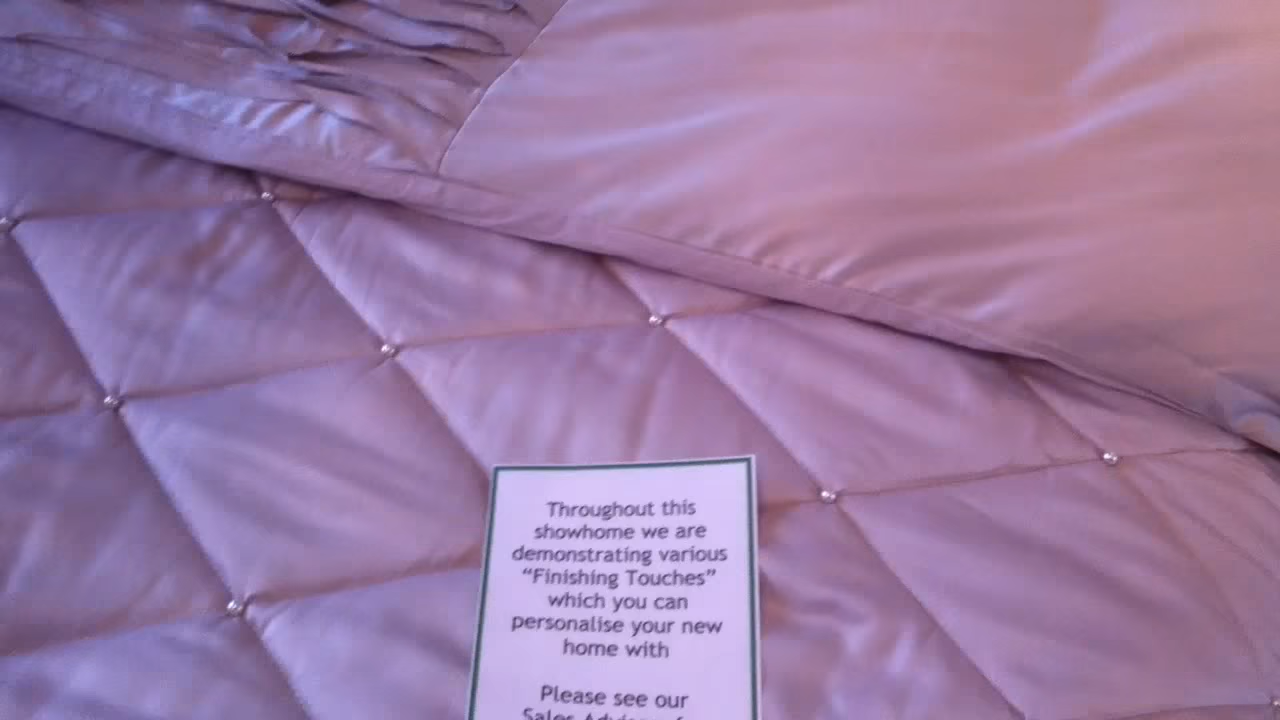 Throughout this
showhome we are
demonstrating various
“Finishing Touches”
which you can
personalise your new
home with
Please see our
Sales